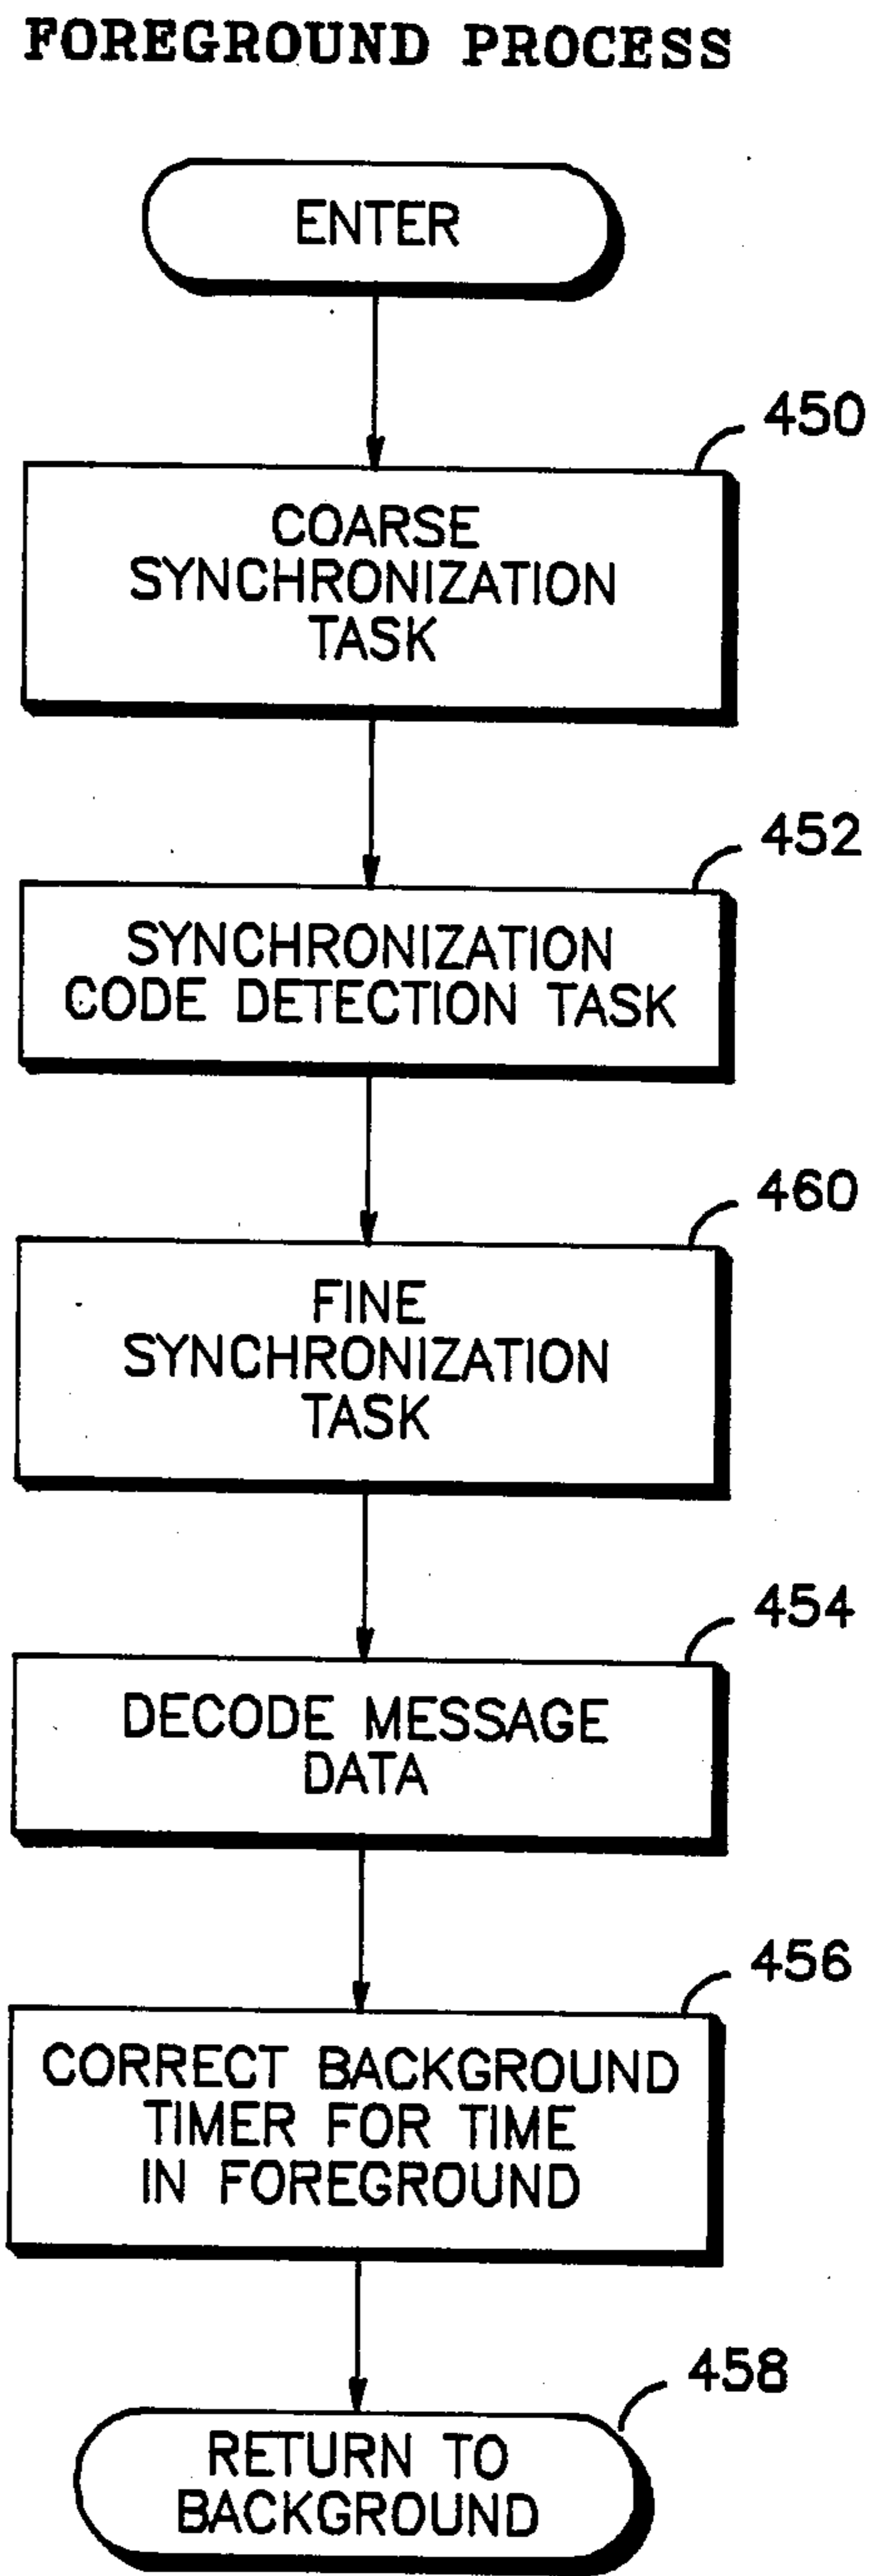 FOREGROUND PROCESS
ENTER
450
COARSE
SYNCHRONIZATION
TASK
452
SYNCHRONIZATION
CODE DETECTION TASK
460
FINE
SYNCHRONIZATION
TASK
454
DECODE MESSAGE
DATA
456
CORRECT BACKGROUND
TIMER FOR TIME
IN FOREGROUND
458
RETURN TO
BACKGROUND